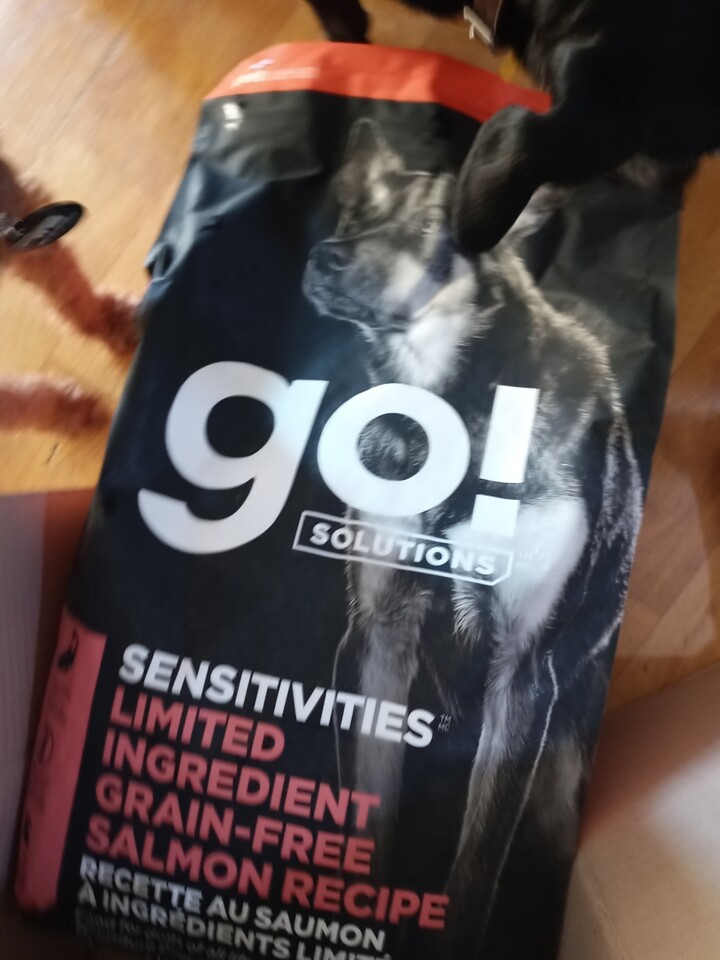 go!
SOLUTIONS
SENSITIVITIES
LIMITED
INGREDIENT
GRAIN-FREE
SALMON RECIPE
RECETTE AU SAUMON
À INGRÉDIENTS LIMITÉ